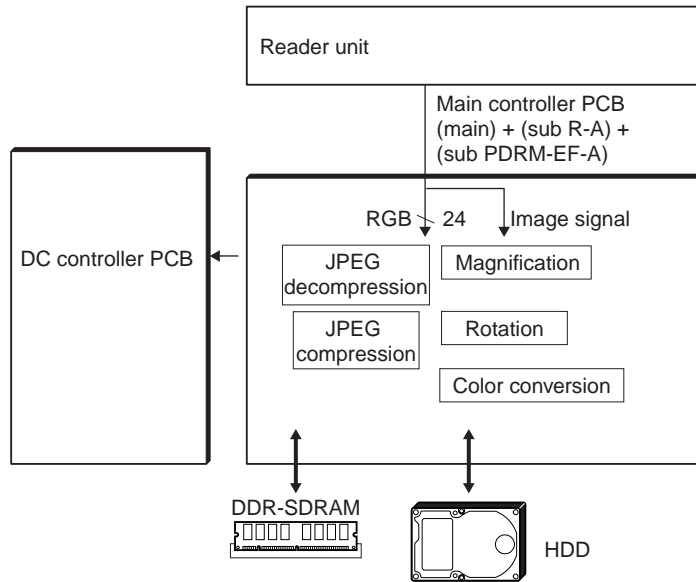 Reader unit
Main controller PCB
(main) + (sub R-A) +
(sub PDRM-EF-A)
DC controller PCB
RGB 24 Image signal
JPEG
decompression
Magnification
JPEG
compression
Rotation
Color conversion
DDR-SDRAM
HDD